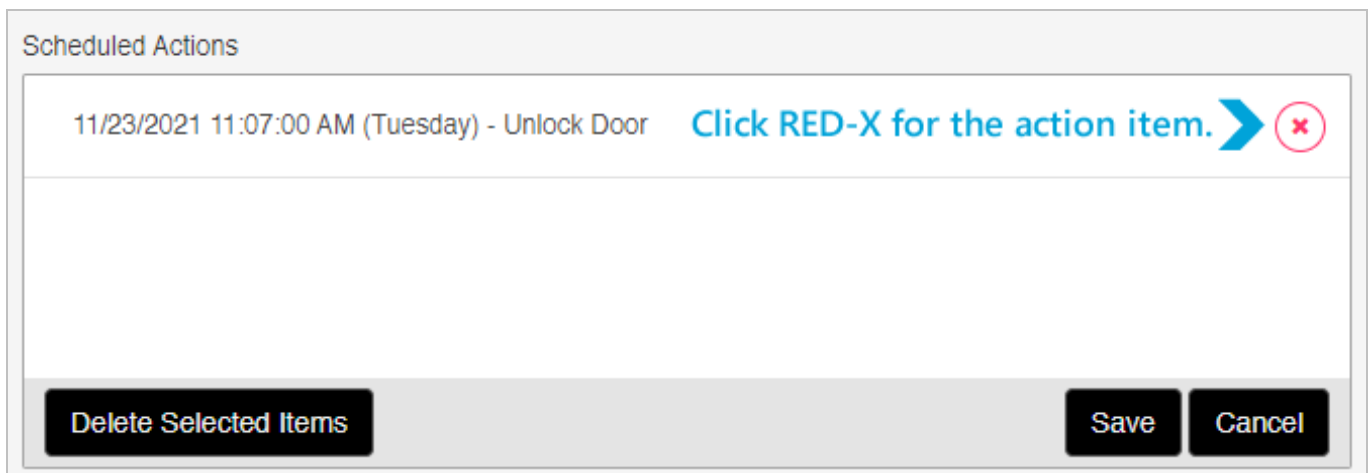 Scheduled Actions
11/23/2021 11:07:00 AM (Tuesday) - Unlock Door Click RED-X for the action item.
Delete Selected Items Save Cancel